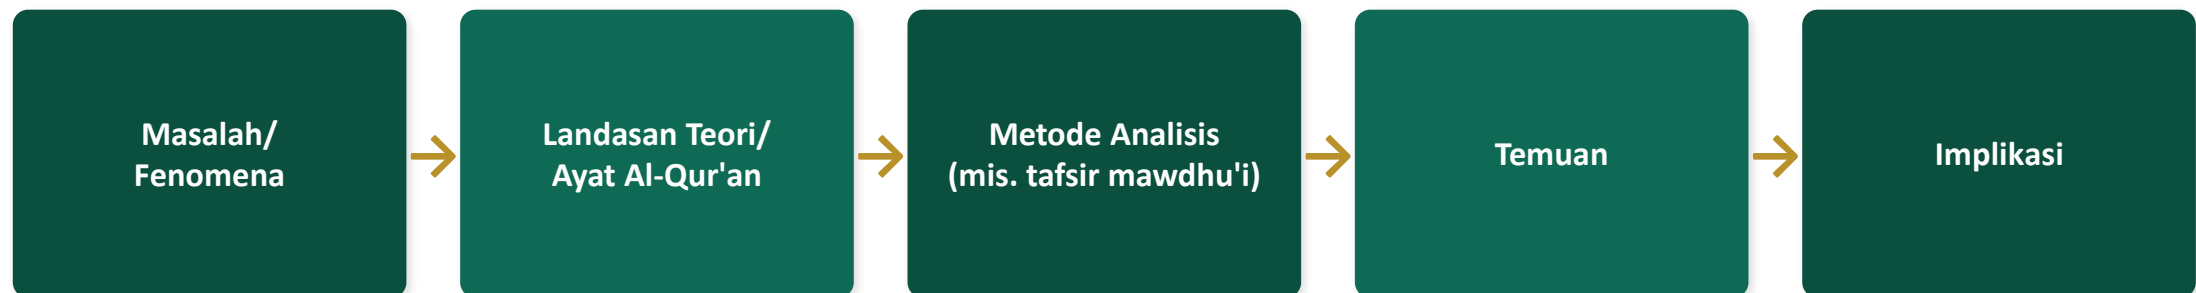 Masalah/
Fenomena
Landasan Teori/
Ayat Al-Qur'an
Metode Analisis
(mis. tafsir mawdhu'i)
Temuan
Implikasi